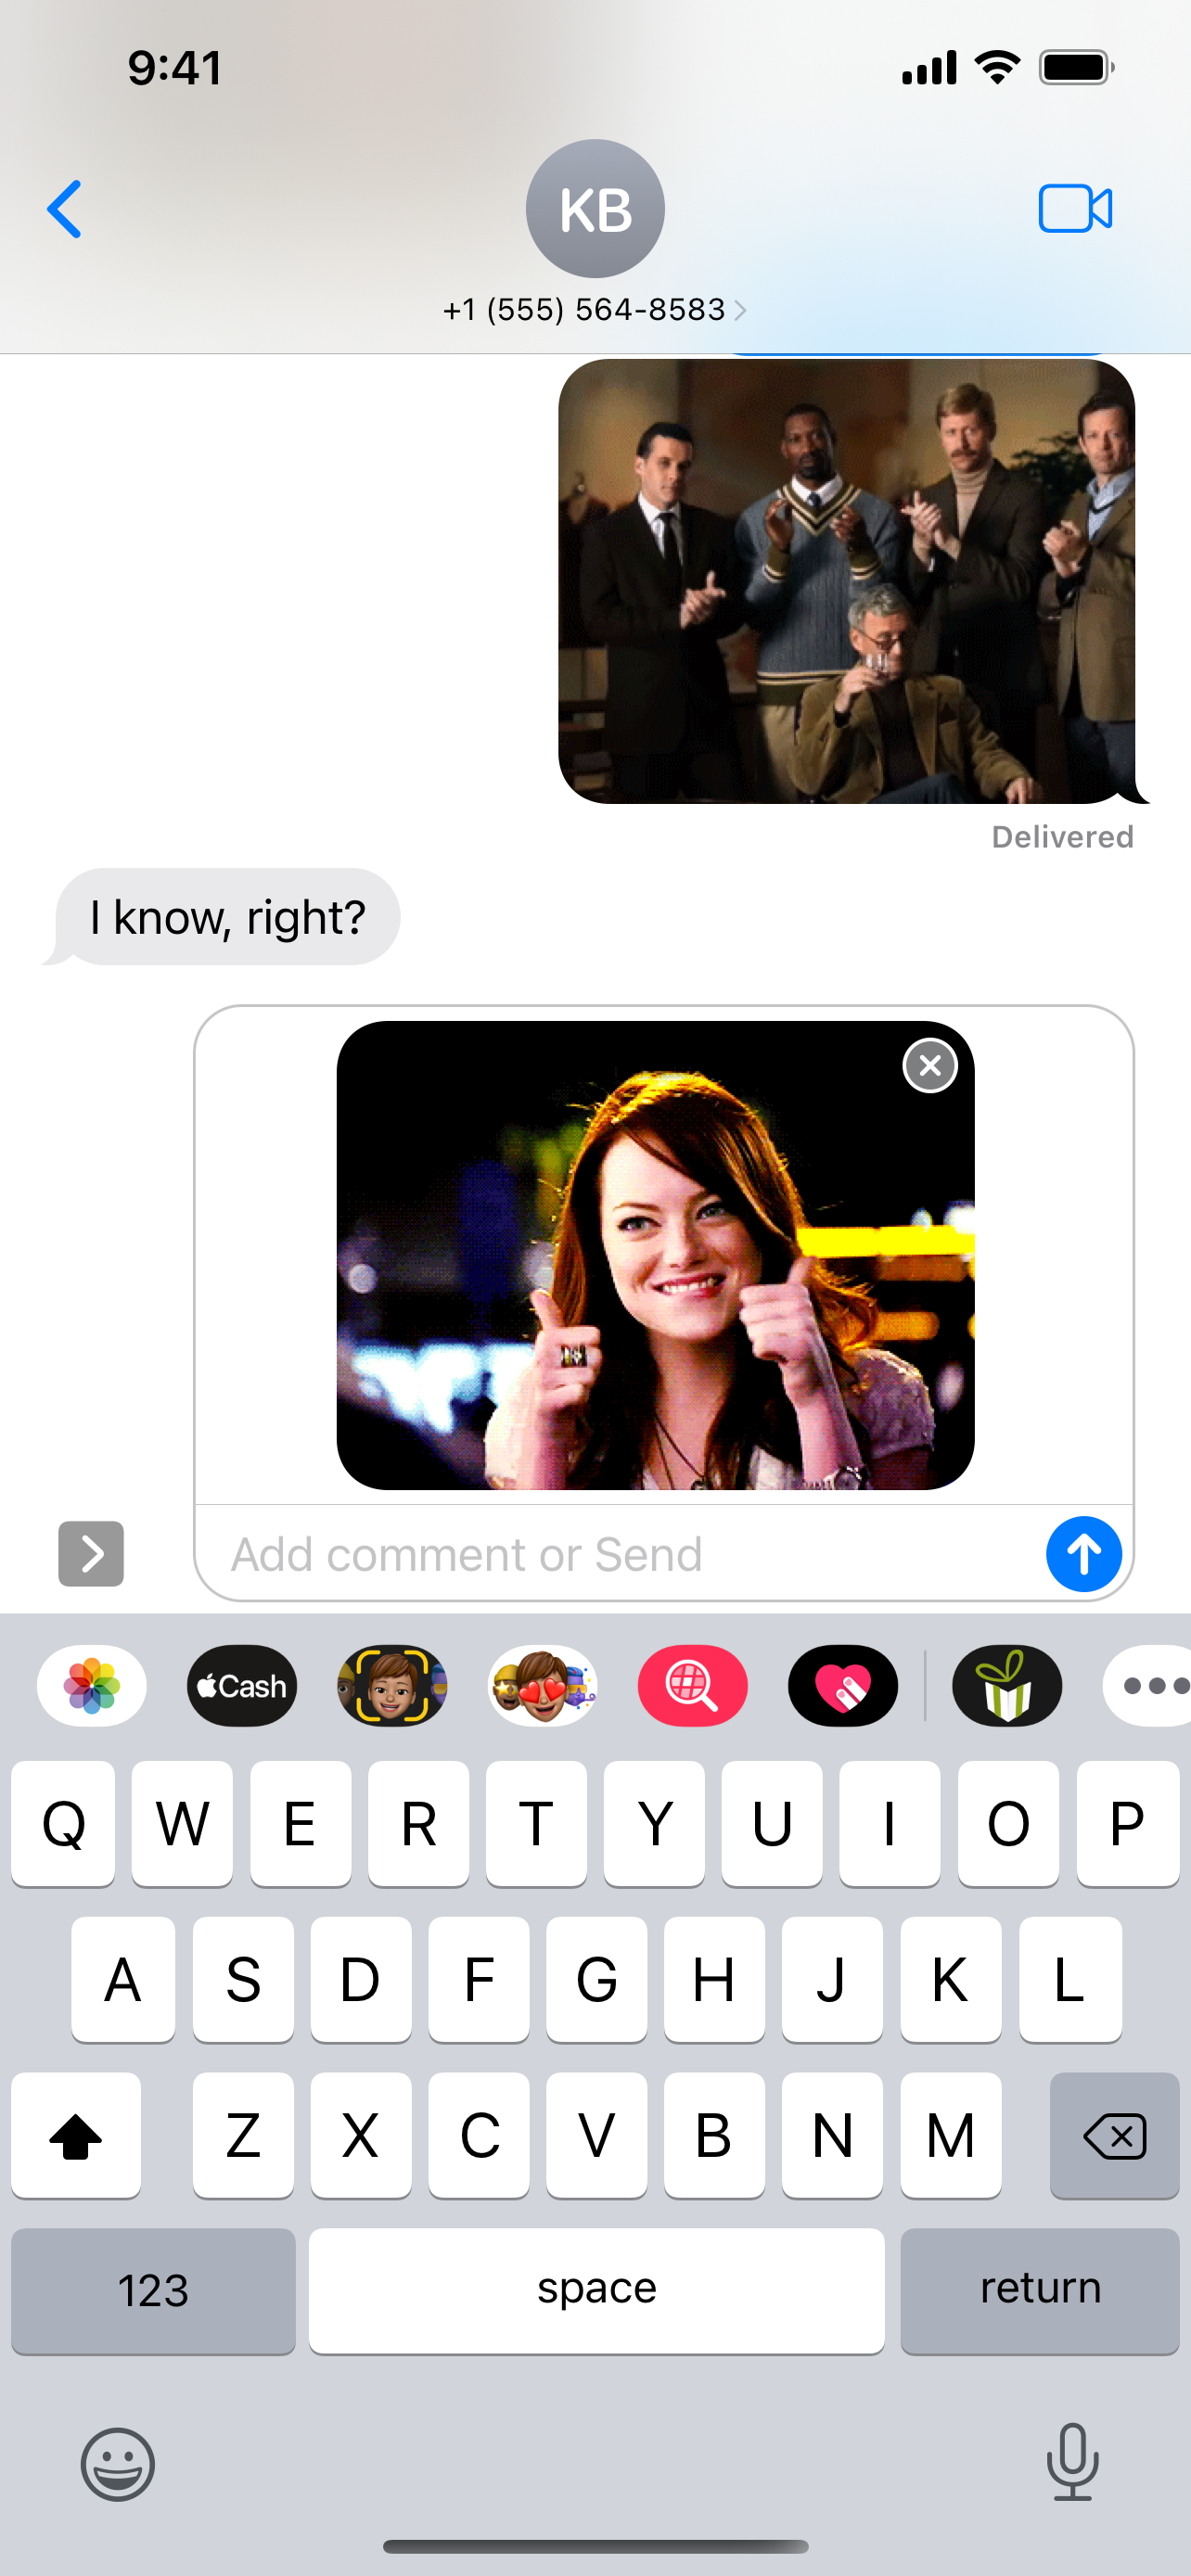 9:41
KB
+1 (555) 564-8583
Delivered
I know, right?
Add comment or Send
Cash
Q W E R T Y U I O P
A S D F G H J K L
Z X C V B N M
123 space return